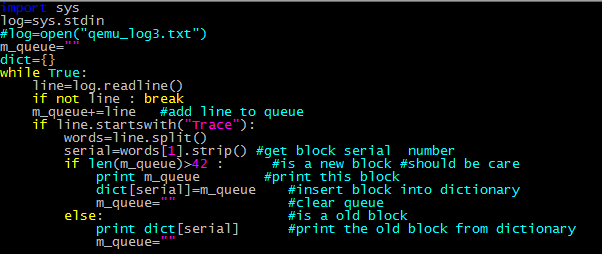 import sys
log=sys.stdin
#log=open("qemu_log3.txt")
m_queue=""
dict={}
while True:
    line=log.readline()
    if not line : break
    m_queue+=line   #add line to queue
    if line.startswith("Trace"):
        words=line.split()
        serial=words[1].strip() #get block serial  number
        if len(m_queue)>42 :      #is a new block #should be care
            print m_queue        #print this block
            dict[serial]=m_queue    #insert block into dictionary
            m_queue=""              #clear queue
        else:                       #is a old block
            print dict[serial]      #print the old block from dictionary
            m_queue=""